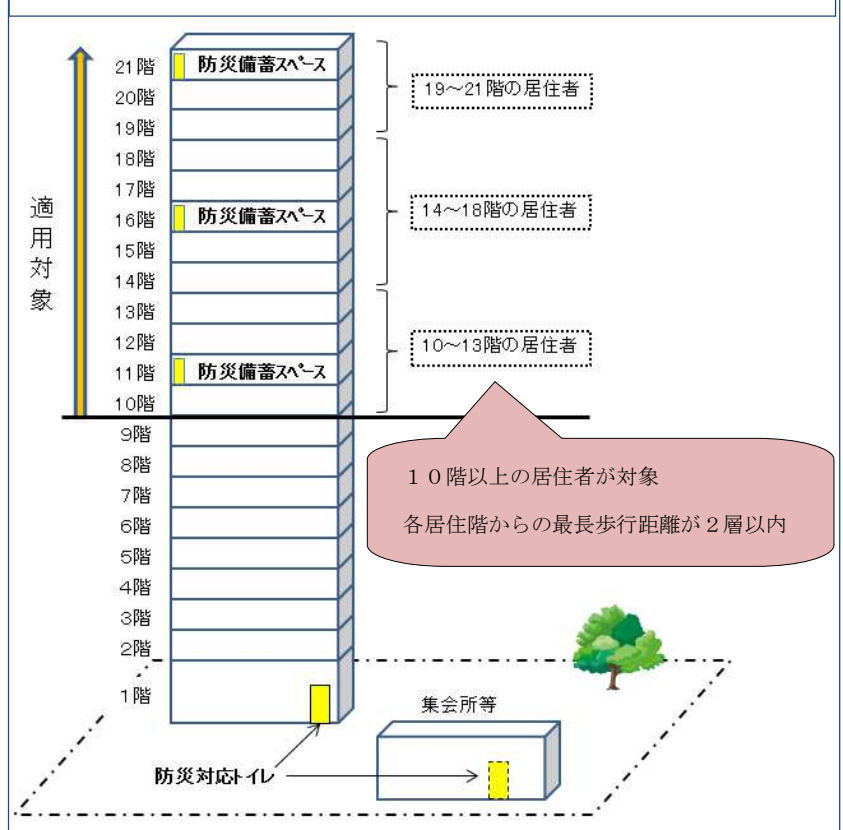 21階 防災備蓄スペース
20階
19階
19～21階の居住者
18階
17階
16階 防災備蓄スペース
15階
14階
14～18階の居住者
13階
12階
11階 防災備蓄スペース
10階
10～13階の居住者
適用対象
9階
8階
7階
6階
5階
4階
3階
2階
1階
１０階以上の居住者が対象
各居住階からの最長歩行距離が２層以内
集会所等
防災対応トイレ